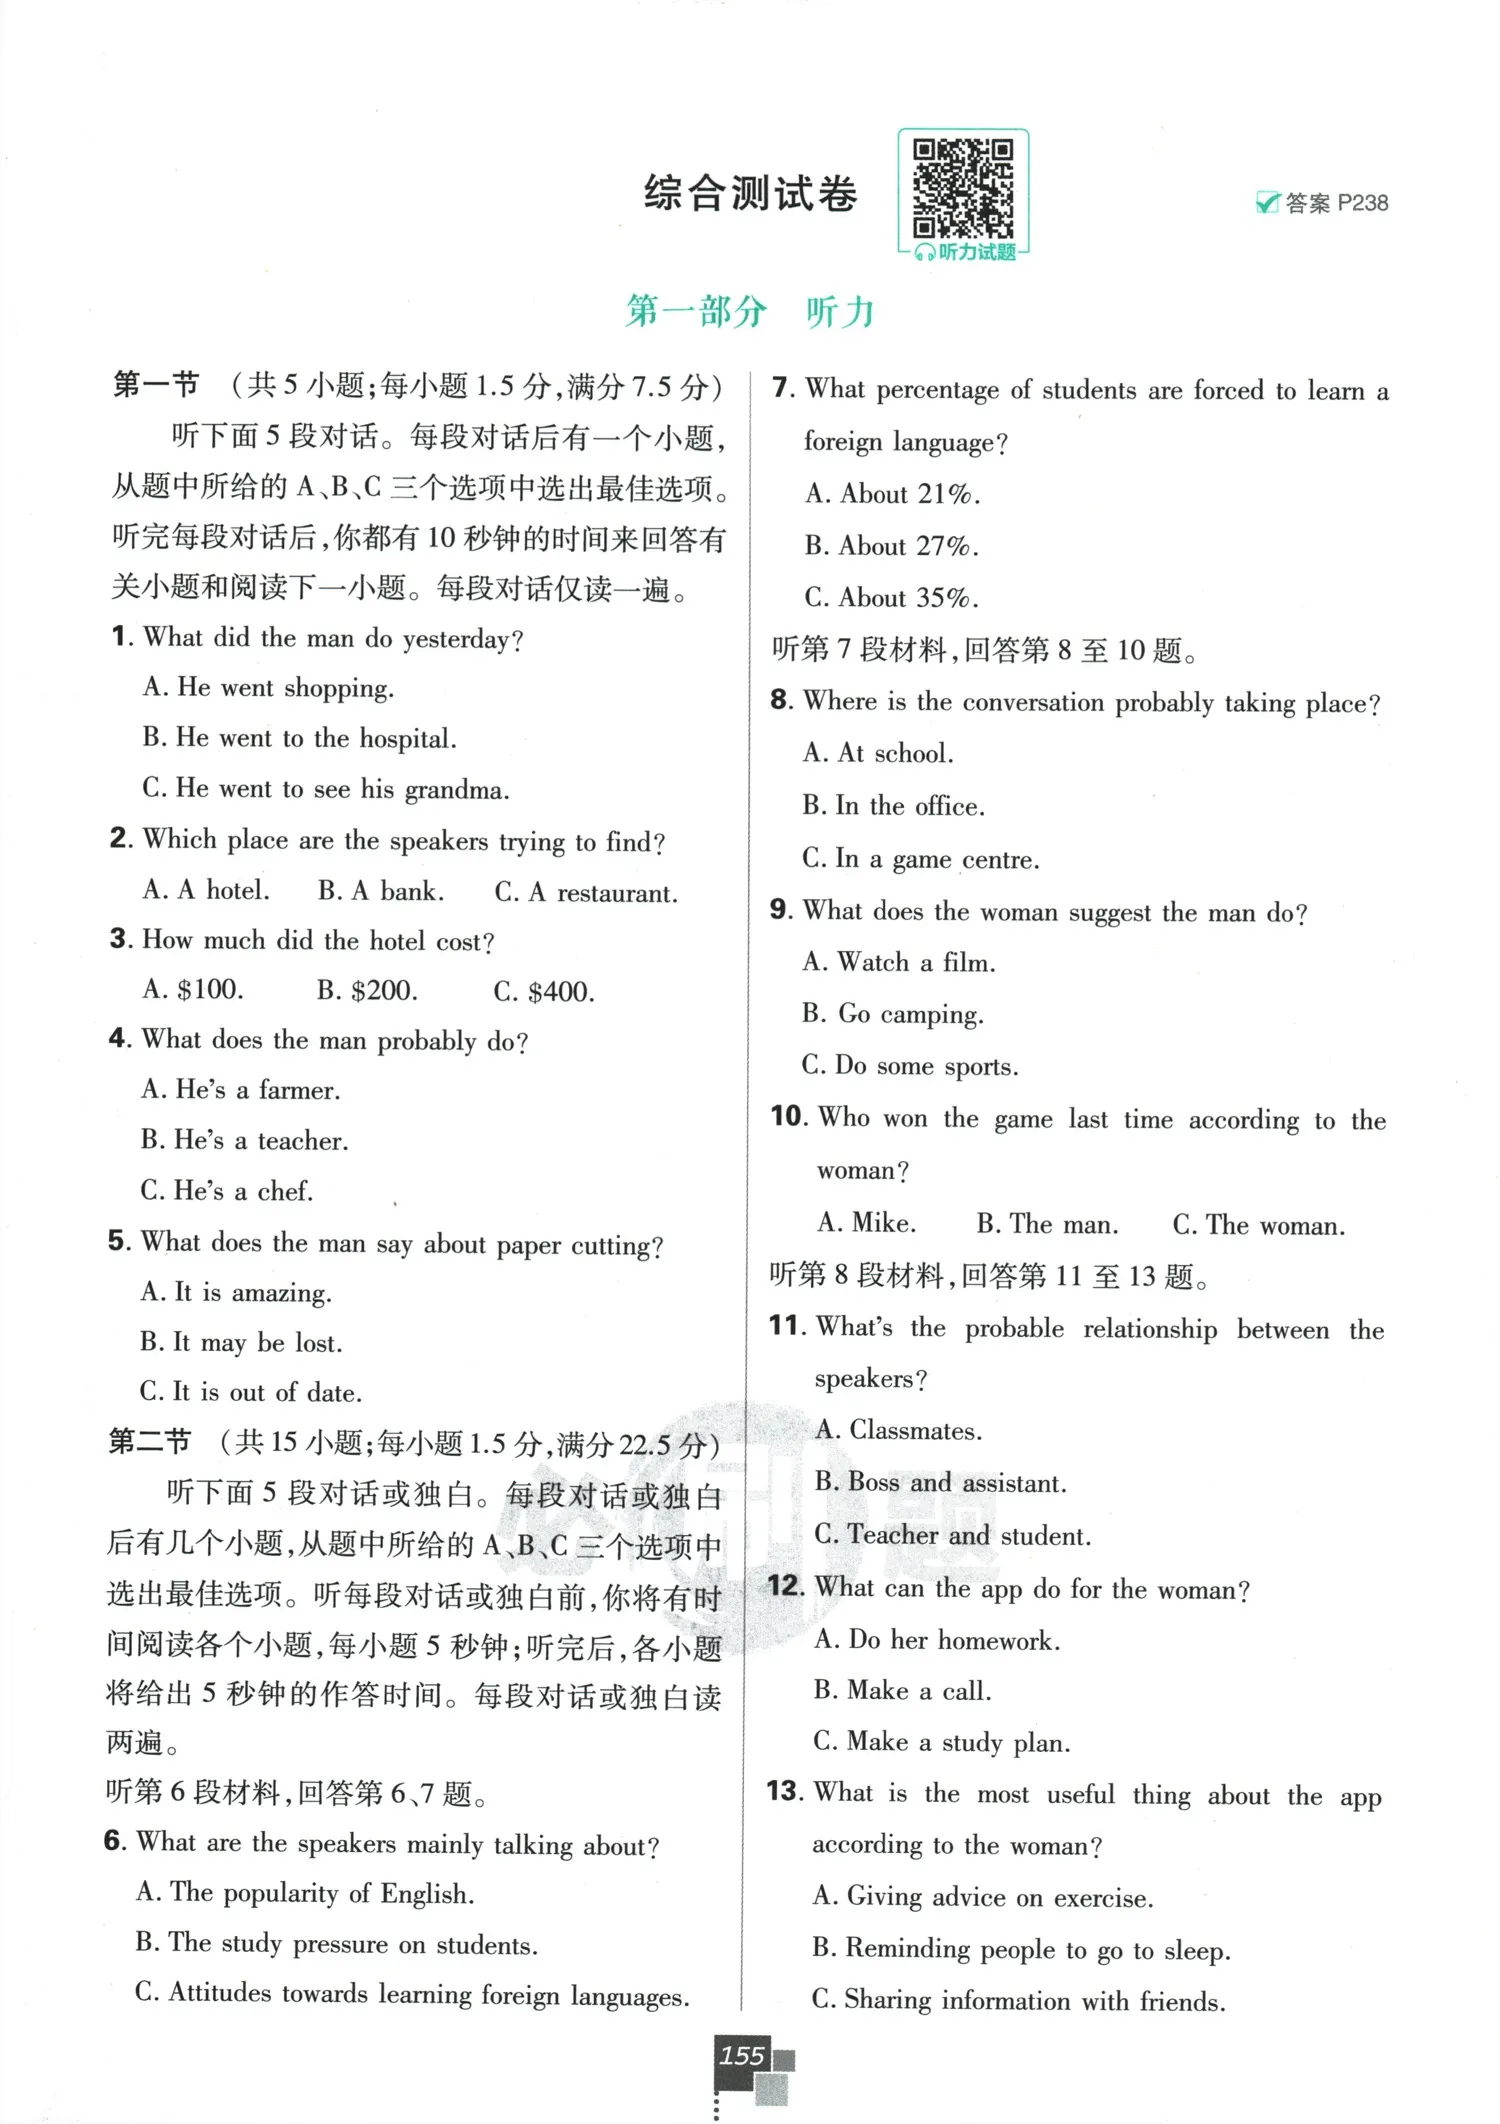 综合测试卷
听力试题
答案 P238
第一部分 听力
第一节 (共 5 小题;每小题 1.5 分,满分 7.5 分)
听下面 5 段对话。每段对话后有一个小题,
从题中所给的 A、B、C 三个选项中选出最佳选项。
听完每段对话后,你都有 10 秒钟的时间来回答有
关小题和阅读下一小题。每段对话仅读一遍。
1. What did the man do yesterday?
A. He went shopping.
B. He went to the hospital.
C. He went to see his grandma.
2. Which place are the speakers trying to find?
A. A hotel. B. A bank. C. A restaurant.
3. How much did the hotel cost?
A. $100. B. $200. C. $400.
4. What does the man probably do?
A. He's a farmer.
B. He's a teacher.
C. He's a chef.
5. What does the man say about paper cutting?
A. It is amazing.
B. It may be lost.
C. It is out of date.
第二节 (共 15 小题;每小题 1.5 分,满分 22.5 分)
听下面 5 段对话或独白。每段对话或独白
后有几个小题,从题中所给的 A、B、C 三个选项中
选出最佳选项。听每段对话或独白前,你将有时
间阅读各个小题,每小题 5 秒钟;听完后,各小题
将给出 5 秒钟的作答时间。每段对话或独白读
两遍。
听第 6 段材料,回答第 6、7 题。
6. What are the speakers mainly talking about?
A. The popularity of English.
B. The study pressure on students.
C. Attitudes towards learning foreign languages.
7. What percentage of students are forced to learn a
foreign language?
A. About 21%.
B. About 27%.
C. About 35%.
听第 7 段材料,回答第 8 至 10 题。
8. Where is the conversation probably taking place?
A. At school.
B. In the office.
C. In a game centre.
9. What does the woman suggest the man do?
A. Watch a film.
B. Go camping.
C. Do some sports.
10. Who won the game last time according to the
woman?
A. Mike. B. The man. C. The woman.
听第 8 段材料,回答第 11 至 13 题。
11. What's the probable relationship between the
speakers?
A. Classmates.
B. Boss and assistant.
C. Teacher and student.
12. What can the app do for the woman?
A. Do her homework.
B. Make a call.
C. Make a study plan.
13. What is the most useful thing about the app
according to the woman?
A. Giving advice on exercise.
B. Reminding people to go to sleep.
C. Sharing information with friends.
必刷题
155